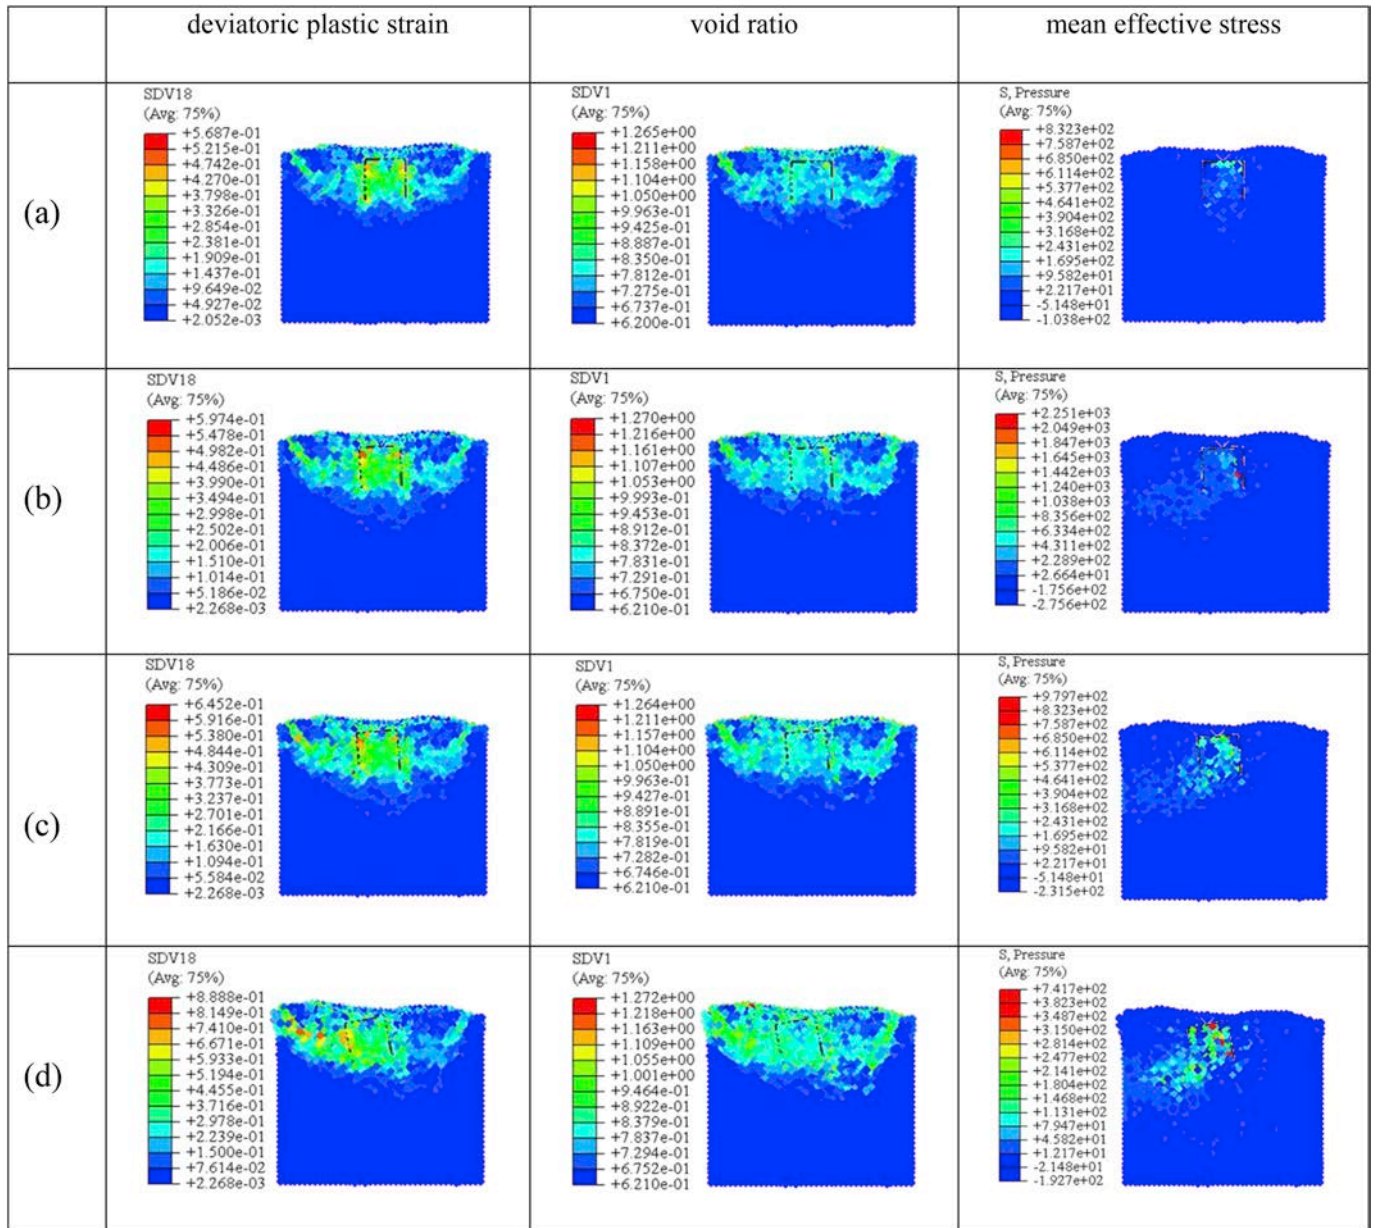 deviatoric plastic strain
void ratio
mean effective stress
(a)
SDV18
(Avg: 75%)
+5.687e-01
+5.215e-01
+4.742e-01
+4.270e-01
+3.798e-01
+3.326e-01
+2.854e-01
+2.381e-01
+1.909e-01
+1.437e-01
+9.649e-02
+4.927e-02
+2.052e-03
SDV1
(Avg: 75%)
+1.265e+00
+1.211e+00
+1.158e+00
+1.104e+00
+1.050e+00
+9.963e-01
+9.425e-01
+8.887e-01
+8.350e-01
+7.812e-01
+7.275e-01
+6.737e-01
+6.200e-01
S, Pressure
(Avg: 75%)
+8.323e+02
+7.587e+02
+6.850e+02
+6.114e+02
+5.377e+02
+4.641e+02
+3.904e+02
+3.168e+02
+2.431e+02
+1.695e+02
+9.582e+01
+2.217e+01
-5.148e+01
-1.038e+02
(b)
SDV18
(Avg: 75%)
+5.974e-01
+5.478e-01
+4.982e-01
+4.486e-01
+3.990e-01
+3.494e-01
+2.998e-01
+2.502e-01
+2.006e-01
+1.510e-01
+1.014e-01
+5.186e-02
+2.268e-03
SDV1
(Avg: 75%)
+1.270e+00
+1.216e+00
+1.161e+00
+1.107e+00
+1.053e+00
+9.993e-01
+9.453e-01
+8.912e-01
+8.372e-01
+7.831e-01
+7.291e-01
+6.750e-01
+6.210e-01
S, Pressure
(Avg: 75%)
+2.251e+03
+2.049e+03
+1.847e+03
+1.645e+03
+1.442e+03
+1.240e+03
+1.038e+03
+8.356e+02
+6.334e+02
+4.311e+02
+2.289e+02
+2.664e+01
-1.756e+02
-2.756e+02
(c)
SDV18
(Avg: 75%)
+6.452e-01
+5.916e-01
+5.380e-01
+4.844e-01
+4.309e-01
+3.773e-01
+3.237e-01
+2.701e-01
+2.166e-01
+1.630e-01
+1.094e-01
+5.584e-02
+2.268e-03
SDV1
(Avg: 75%)
+1.264e+00
+1.211e+00
+1.157e+00
+1.104e+00
+1.050e+00
+9.963e-01
+9.427e-01
+8.891e-01
+8.355e-01
+7.819e-01
+7.282e-01
+6.746e-01
+6.210e-01
S, Pressure
(Avg: 75%)
+9.797e+02
+8.323e+02
+7.587e+02
+6.850e+02
+6.114e+02
+5.377e+02
+4.641e+02
+3.904e+02
+3.168e+02
+2.431e+02
+1.695e+02
+9.582e+01
+2.217e+01
-5.148e+01
-2.315e+02
(d)
SDV18
(Avg: 75%)
+8.888e-01
+8.149e-01
+7.410e-01
+6.671e-01
+5.933e-01
+5.194e-01
+4.455e-01
+3.716e-01
+2.978e-01
+2.239e-01
+1.500e-01
+7.614e-02
+2.268e-03
SDV1
(Avg: 75%)
+1.272e+00
+1.218e+00
+1.163e+00
+1.109e+00
+1.055e+00
+1.001e+00
+9.464e-01
+8.922e-01
+8.379e-01
+7.837e-01
+7.294e-01
+6.752e-01
+6.210e-01
S, Pressure
(Avg: 75%)
+7.417e+02
+3.823e+02
+3.487e+02
+3.150e+02
+2.814e+02
+2.477e+02
+2.141e+02
+1.804e+02
+1.468e+02
+1.131e+02
+7.947e+01
+4.582e+01
+1.217e+01
-2.148e+01
-1.927e+02